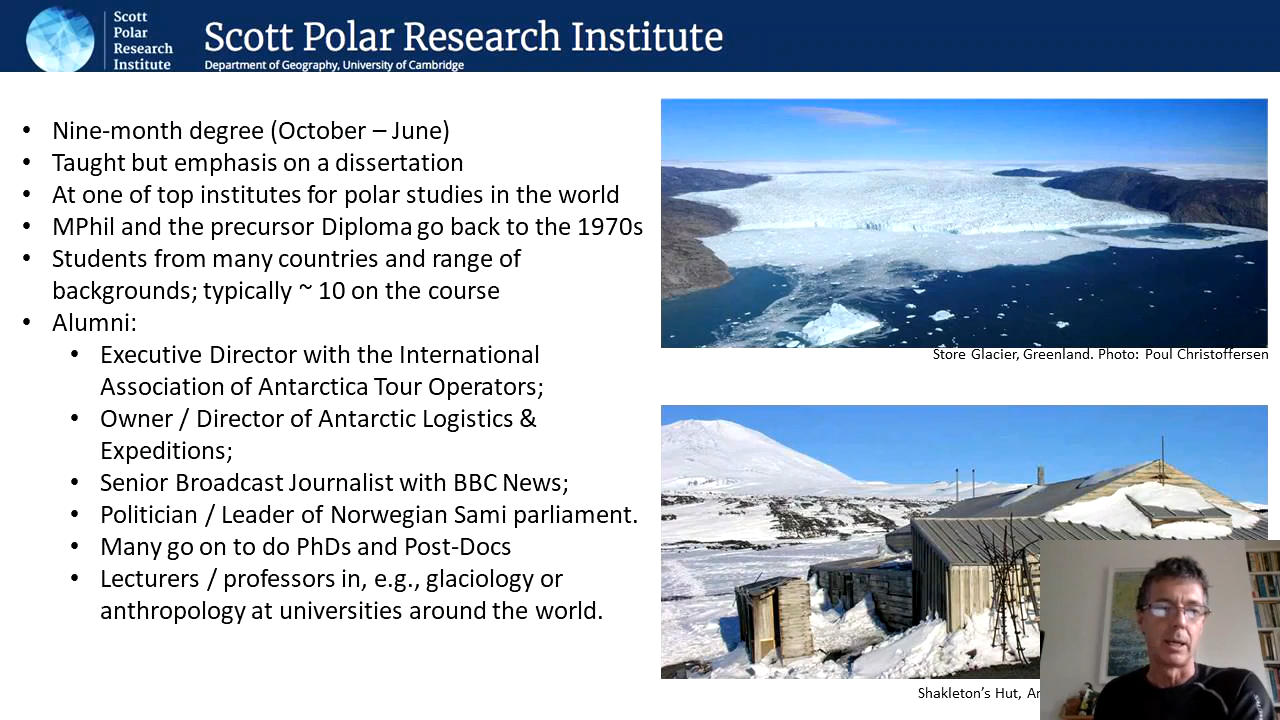 Scott
Polar
Research
Institute
Scott Polar Research Institute
Department of Geography, University of Cambridge
• Nine-month degree (October – June)
• Taught but emphasis on a dissertation
• At one of top institutes for polar studies in the world
• MPhil and the precursor Diploma go back to the 1970s
• Students from many countries and range of
backgrounds; typically ~ 10 on the course
• Alumni:
• Executive Director with the International
Association of Antarctica Tour Operators;
• Owner / Director of Antarctic Logistics &
Expeditions;
• Senior Broadcast Journalist with BBC News;
• Politician / Leader of Norwegian Sami parliament.
• Many go on to do PhDs and Post-Docs
• Lecturers / professors in, e.g., glaciology or
anthropology at universities around the world.
Store Glacier, Greenland. Photo: Poul Christoffersen
Shakleton's Hut,